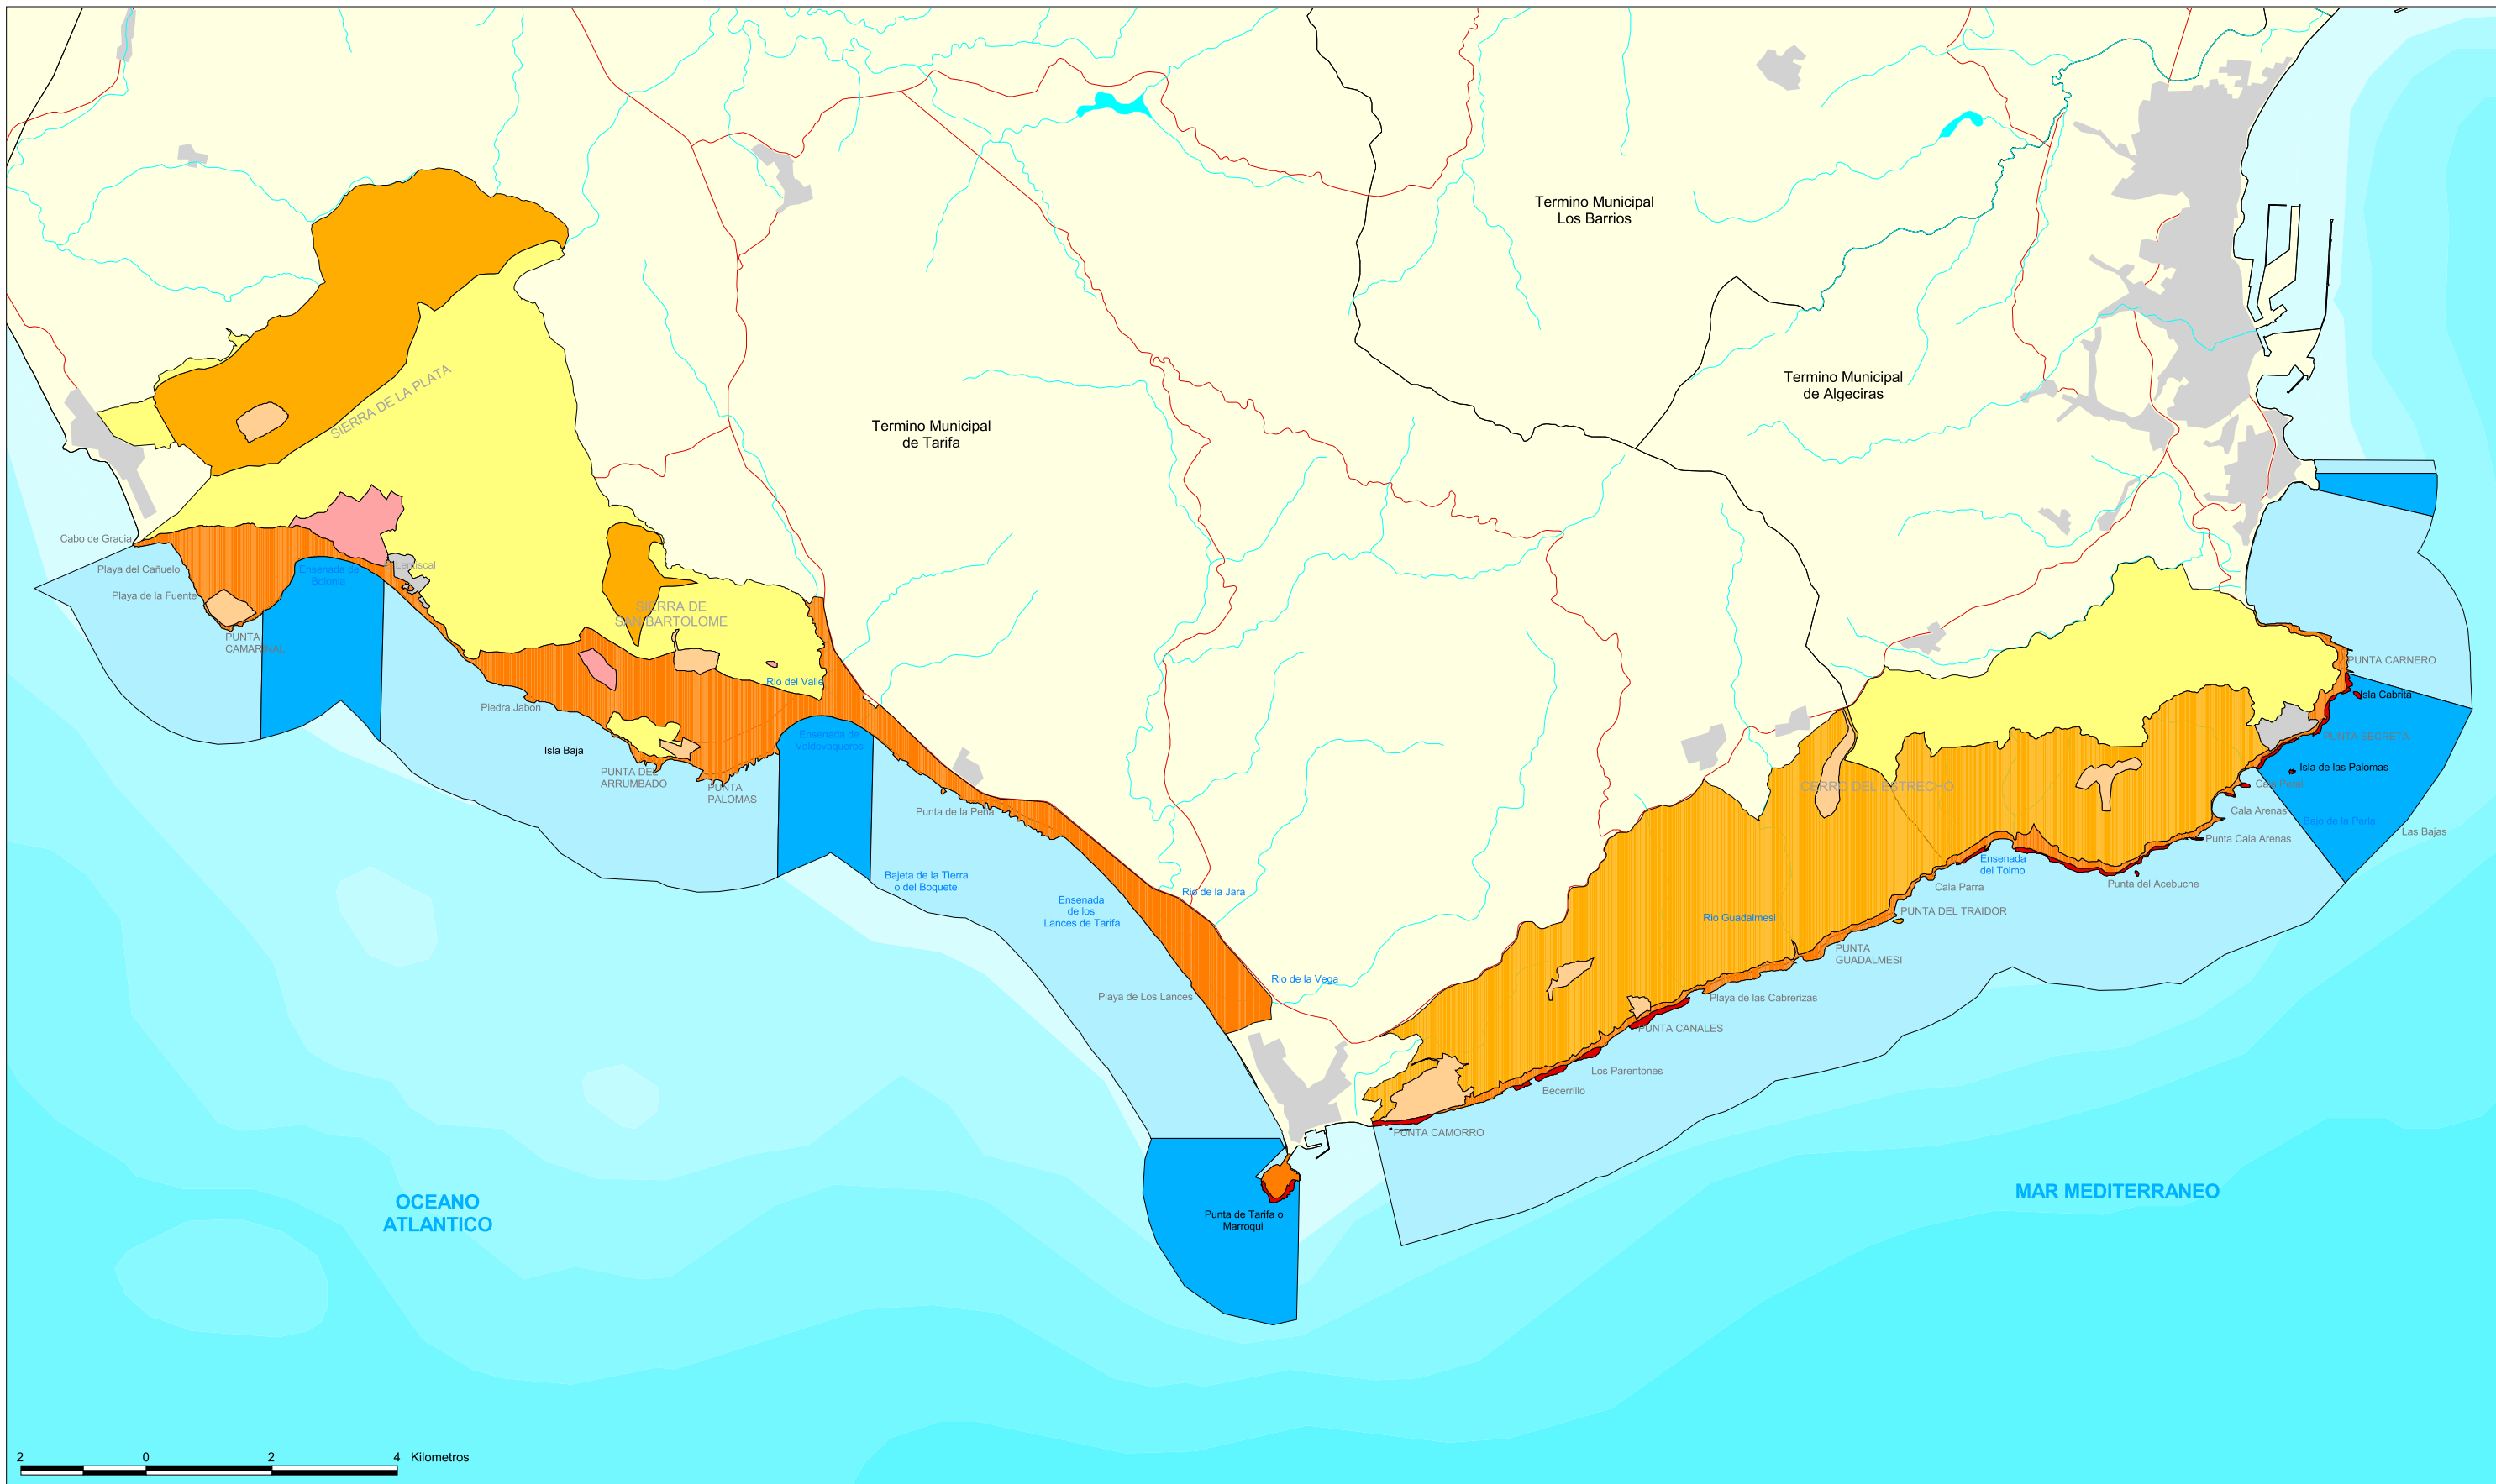 Termino Municipal
Los Barrios
Termino Municipal
de Algeciras
Termino Municipal
de Tarifa
SIERRA DE LA PLATA
Cabo de Gracia
Playa del Cañuelo
Playa de la Fuente
PUNTA
CAMARINAL
Ensenada de
Bolonia
Lentiscal
SIERRA DE
SAN BARTOLOME
Rio del Valle
Piedra Jabon
Isla Baja
PUNTA DEL
ARRUMBADO
PUNTA
PALOMAS
Ensenada de
Valdevaqueros
Punta de la Peña
Bajeta de la Tierra
o del Boquete
Ensenada
de los
Lances de Tarifa
Rio de la Jara
Rio de la Vega
Playa de Los Lances
Punta de Tarifa o
Marroqui
PUNTA CAMORRO
Becerrillo
Los Parentones
PUNTA CANALES
Playa de las Cabrerizas
Rio Guadalmesi
PUNTA
GUADALMESI
PUNTA DEL TRAIDOR
Cala Parra
Ensenada
del Tolmo
CERRO DEL ESTRECHO
Punta del Acebuche
Punta Cala Arenas
Cala Arenas
Bajo de la Perla
Las Bajas
Isla de las Palomas
PUNTA SECRETA
Isla Cabrita
PUNTA CARNERO
OCEANO
ATLANTICO
MAR MEDITERRANEO
2 0 2 4 Kilometros